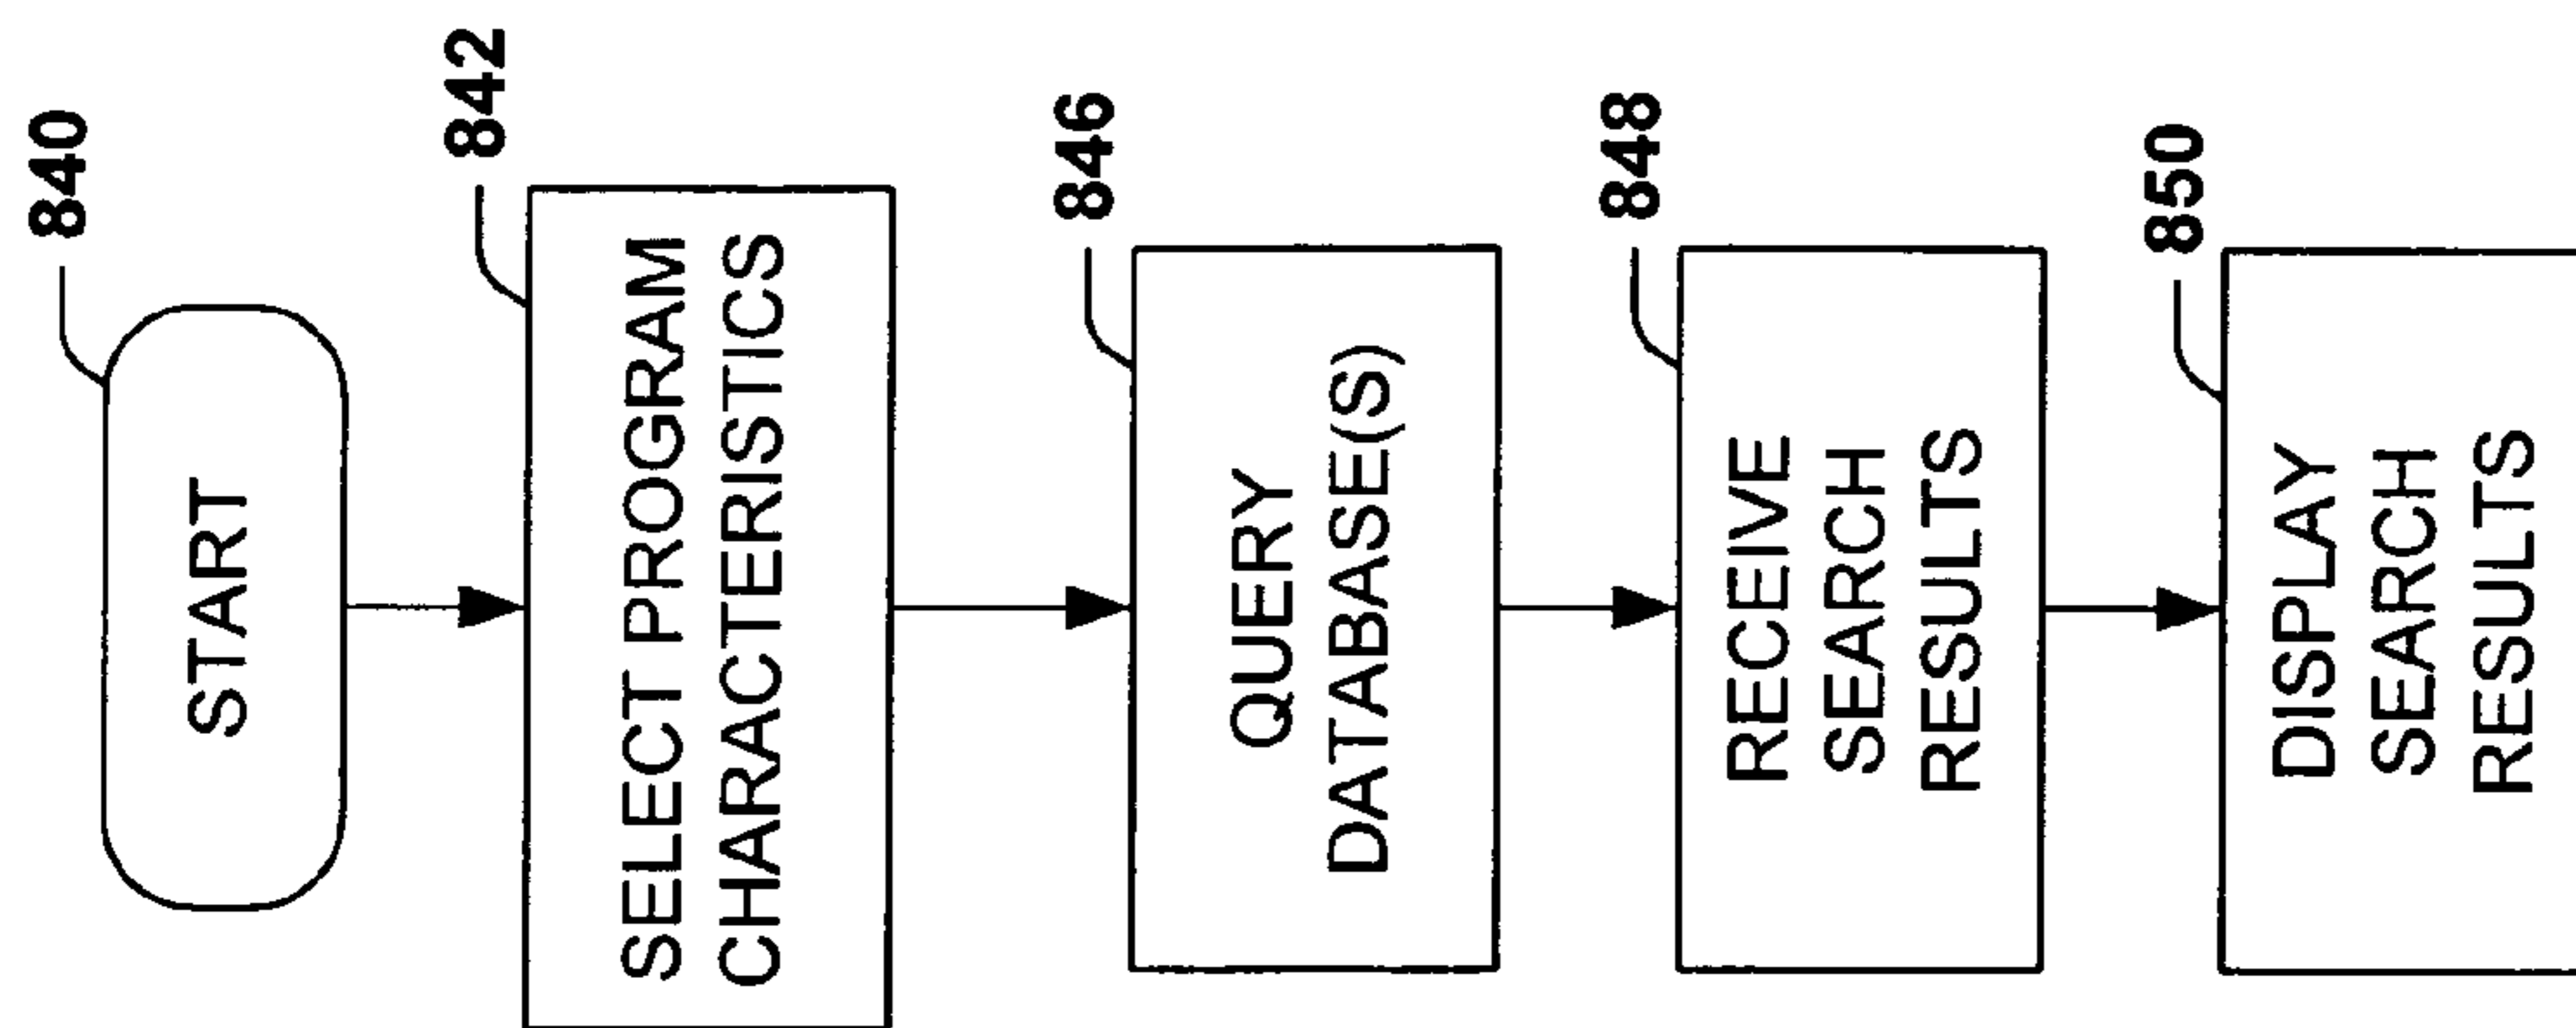 840
START
842
SELECT PROGRAM
CHARACTERISTICS
846
QUERY
DATABASE(S)
848
RECEIVE
SEARCH
RESULTS
850
DISPLAY
SEARCH
RESULTS